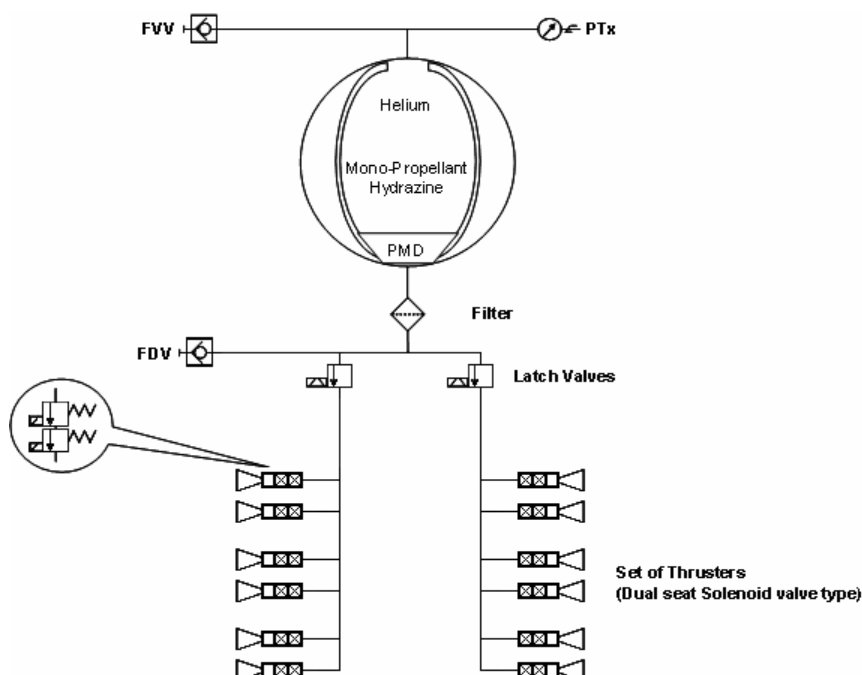 FVV
PTx
Helium
Mono-Propellant
Hydrazine
PMD
Filter
FDV
Latch Valves
Set of Thrusters
(Dual seat Solenoid valve type)